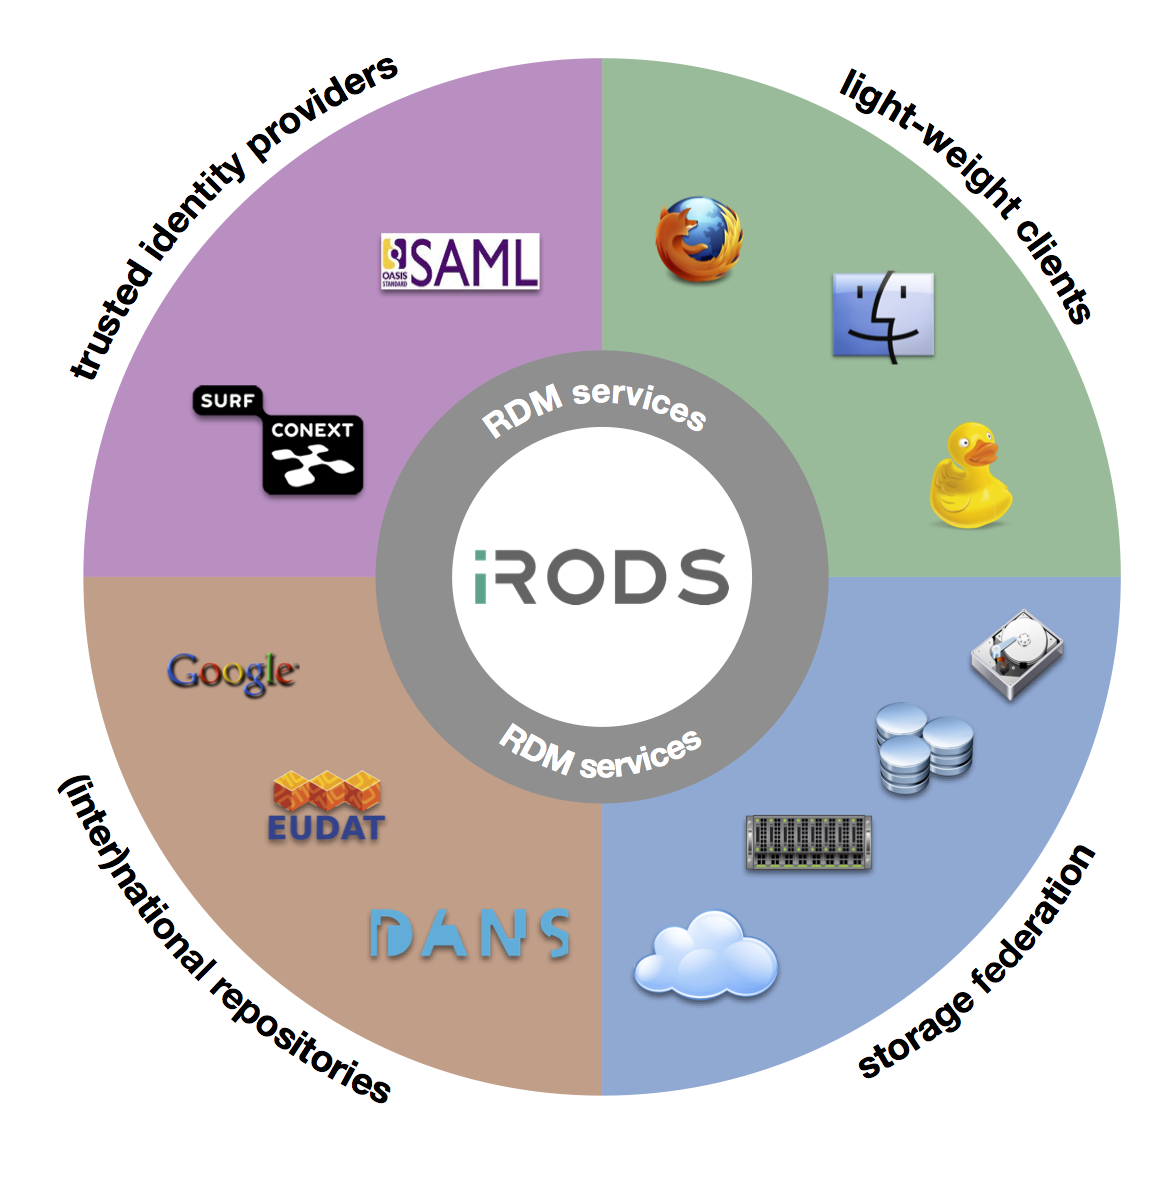 trusted identity providers
light-weight clients
OASIS
STANDARD
SAML
SURF
CONEXT
RDM services
iRODS
RDM services
Google
EUDAT
DANS
(inter)national repositories
storage federation